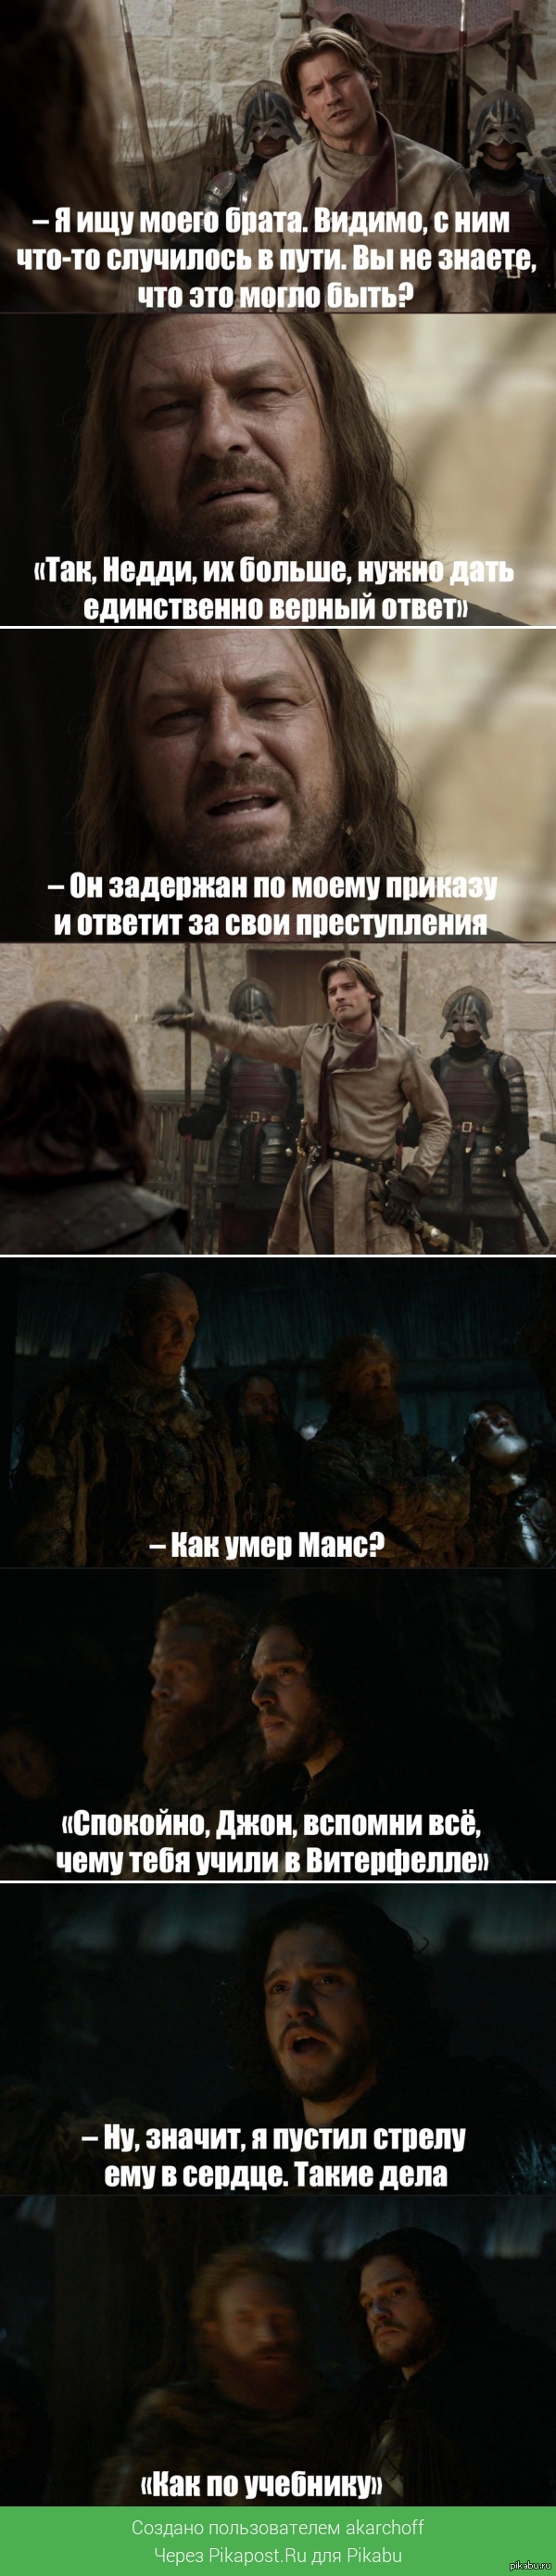 – Я ищу моего брата. Видимо, с ним
что-то случилось в пути. Вы не знаете,
что это могло быть?
«Так, Недди, их больше, нужно дать
единственно верный ответ»
– Он задержан по моему приказу
и ответит за свои преступления
– Как умер Манс?
«Спокойно, Джон, вспомни всё,
чему тебя учили в Витерфелле»
– Ну, значит, я пустил стрелу
ему в сердце. Такие дела
«Как по учебнику»
Создано пользователем akarchoff
Через Pikapost.Ru для Pikabu
pikabu.ru